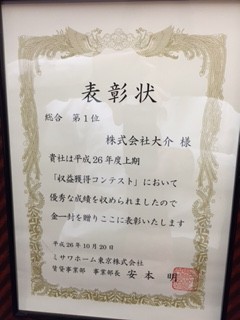 表彰状
総合 第1位
株式会社大介 様
貴社は平成26年度上期
「収益獲得コンテスト」において
優秀な成績を収められましたので
金一封を贈りここに表彰いたします
平成26年10月20日
ミサワホーム東京株式会社
賃貸事業部 事業部長 安本 明